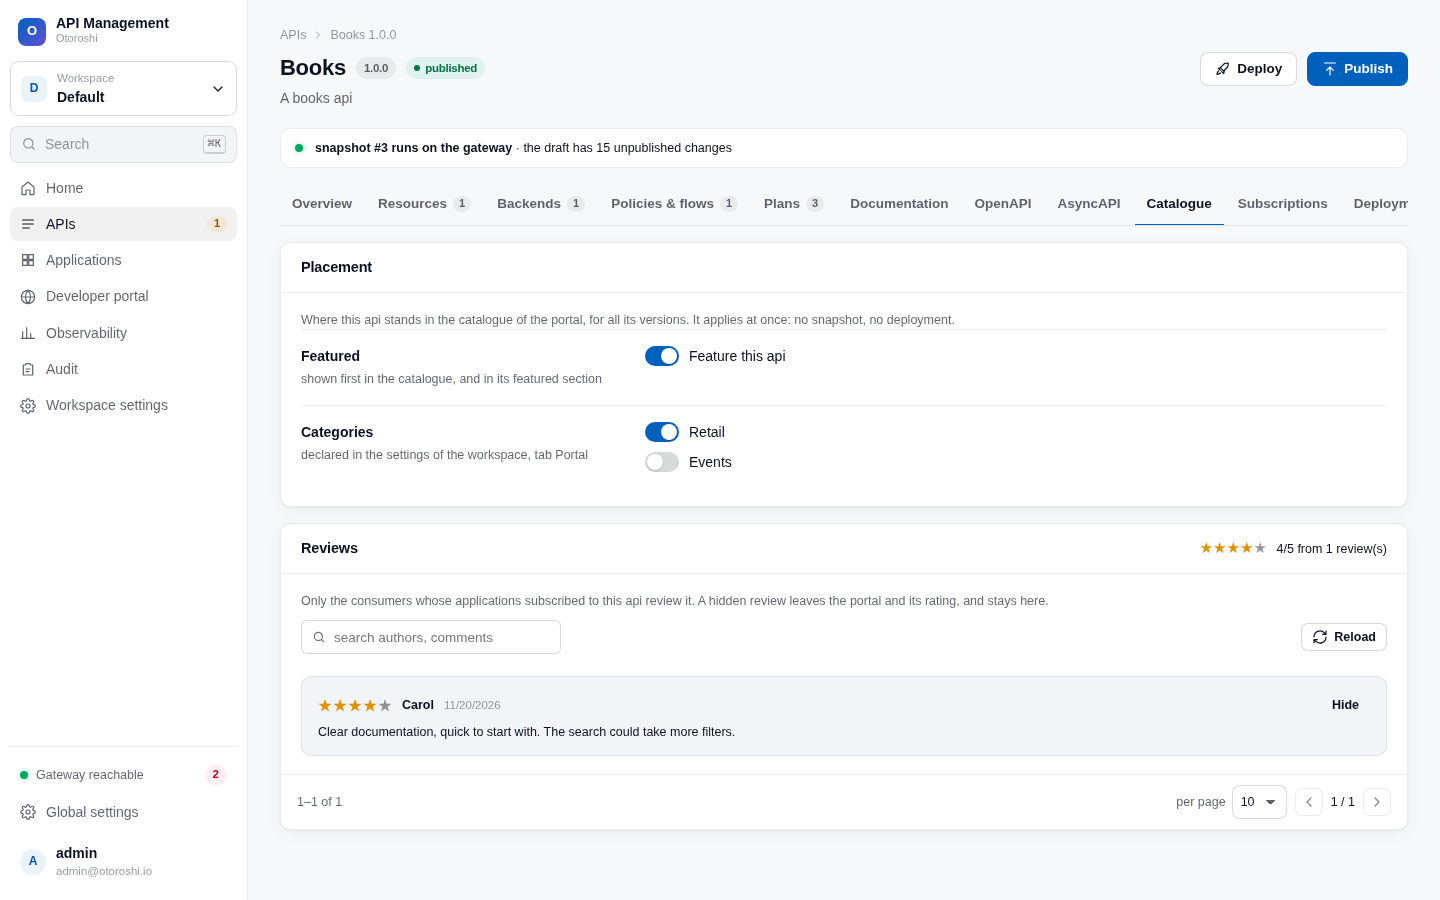 O
API Management
Otoroshi
D
Workspace
Default
Search
⌘K
Home
APIs 1
Applications
Developer portal
Observability
Audit
Workspace settings
Gateway reachable 2
Global settings
A
admin
admin@otoroshi.io
APIs > Books 1.0.0
Books 1.0.0 published
Deploy
Publish
A books api
snapshot #3 runs on the gateway · the draft has 15 unpublished changes
Overview Resources 1 Backends 1 Policies & flows 1 Plans 3 Documentation OpenAPI AsyncAPI Catalogue Subscriptions Deploym
Placement
Where this api stands in the catalogue of the portal, for all its versions. It applies at once: no snapshot, no deployment.
Featured
Feature this api
shown first in the catalogue, and in its featured section
Categories
Retail
declared in the settings of the workspace, tab Portal
Events
Reviews
★★★★★ 4/5 from 1 review(s)
Only the consumers whose applications subscribed to this api review it. A hidden review leaves the portal and its rating, and stays here.
search authors, comments
Reload
★★★★★ Carol 11/20/2026
Hide
Clear documentation, quick to start with. The search could take more filters.
1–1 of 1
per page 10
1 / 1